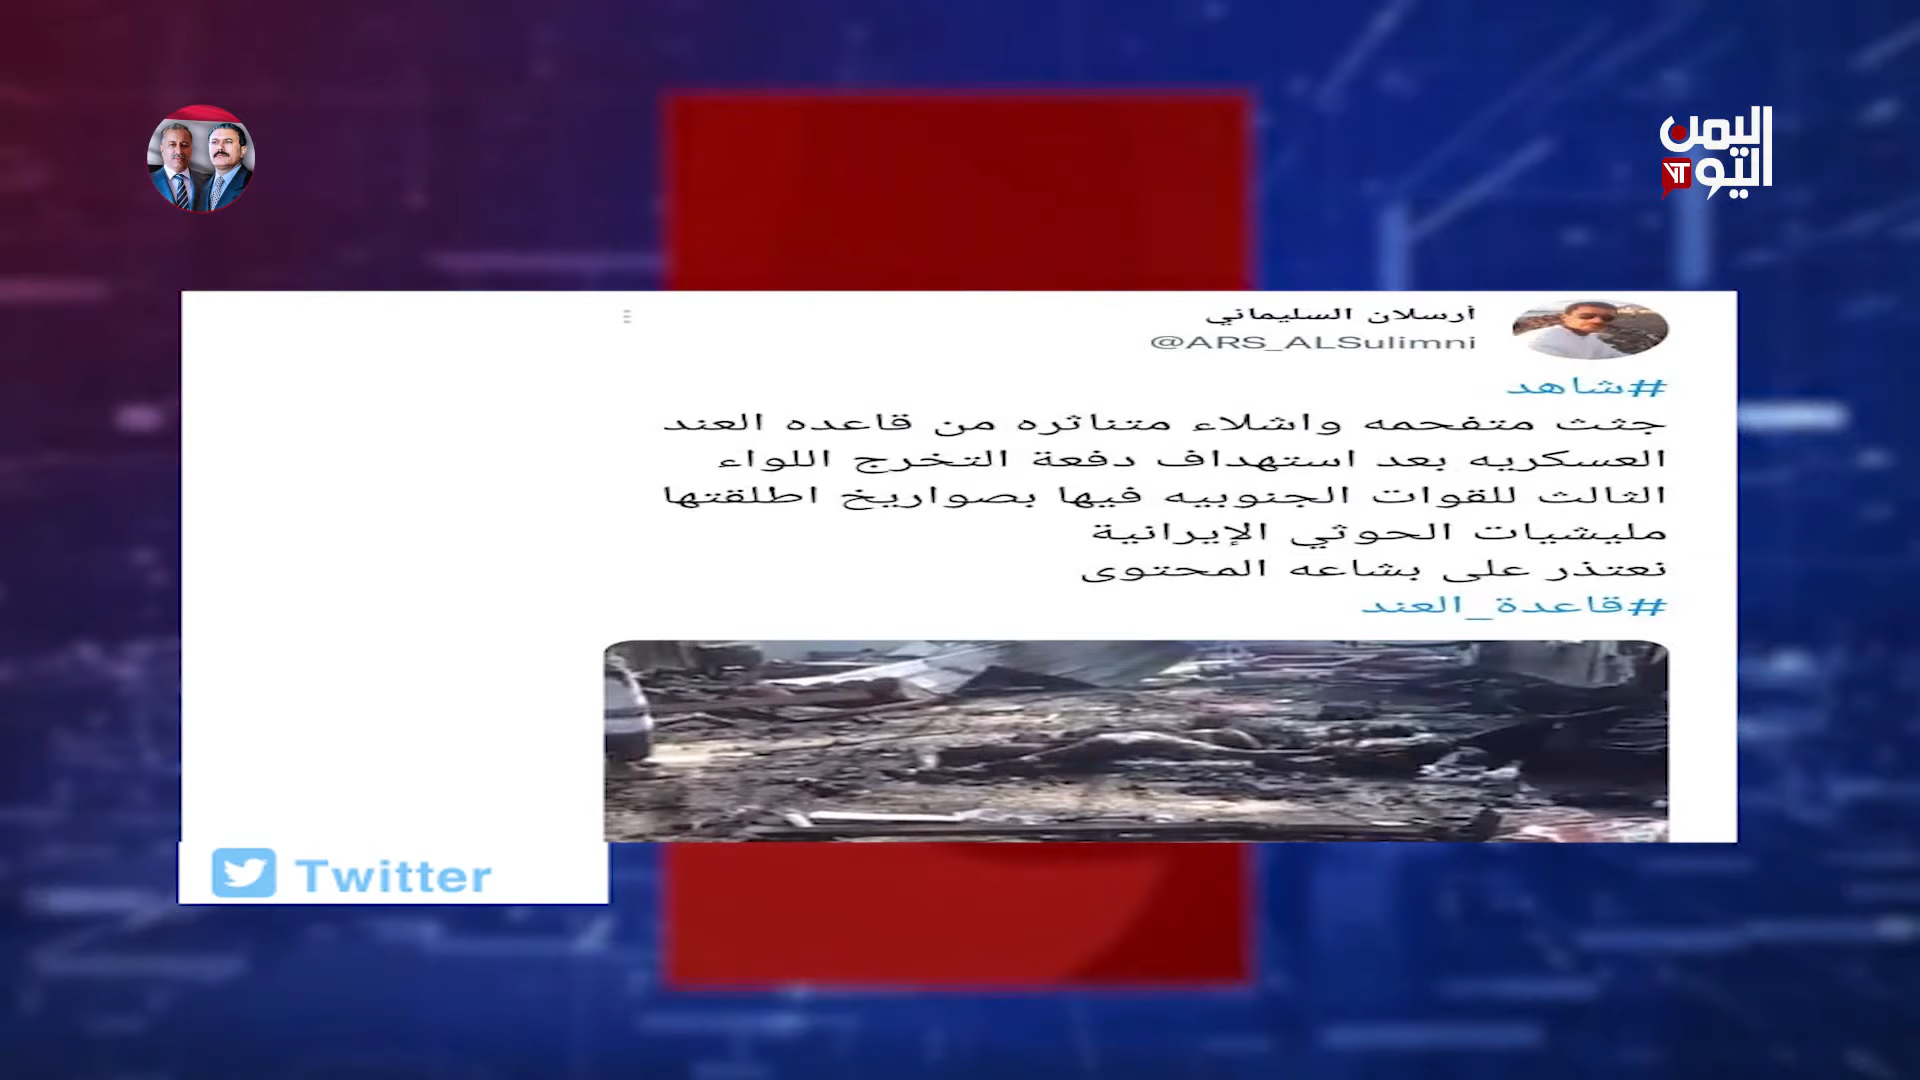 اليمن
اليوم
YT
أرسلان السليماني
@ARS_ALSulimni
#شاهد
جثث متفحمه واشلاء متناثره من قاعده العند
العسكريه بعد استهداف دفعة التخرج اللواء
الثالث للقوات الجنوبيه فيها بصواريخ اطلقتها
مليشيات الحوثي الإيرانية
نعتذر على بشاعه المحتوى
#قاعدة_العند
Twitter